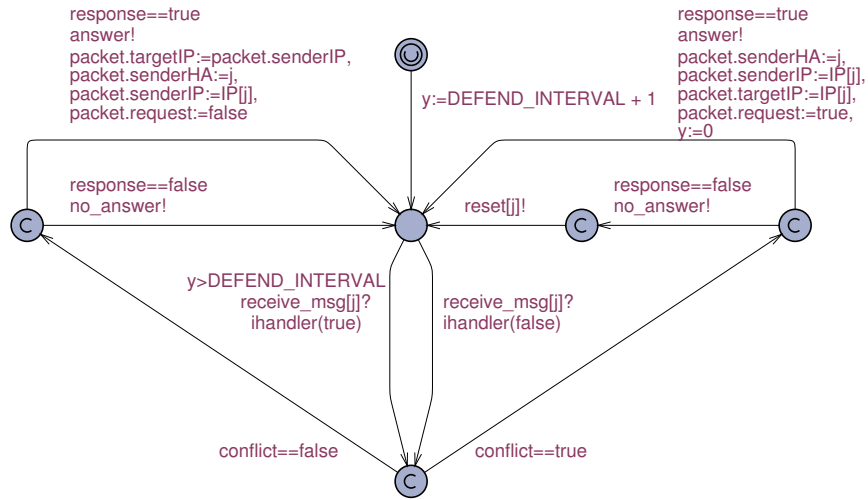 response==true
answer!
packet.targetIP:=packet.senderIP,
packet.senderHA:=j,
packet.senderIP:=IP[j],
packet.request:=false
y:=DEFEND_INTERVAL + 1
response==true
answer!
packet.senderHA:=j,
packet.senderIP:=IP[j],
packet.targetIP:=IP[j],
packet.request:=true,
y:=0
response==false
no_answer!
reset[j]!
response==false
no_answer!
C
C
C
y>DEFEND_INTERVAL
receive_msg[j]?
ihandler(true)
receive_msg[j]?
ihandler(false)
conflict==false
conflict==true
C